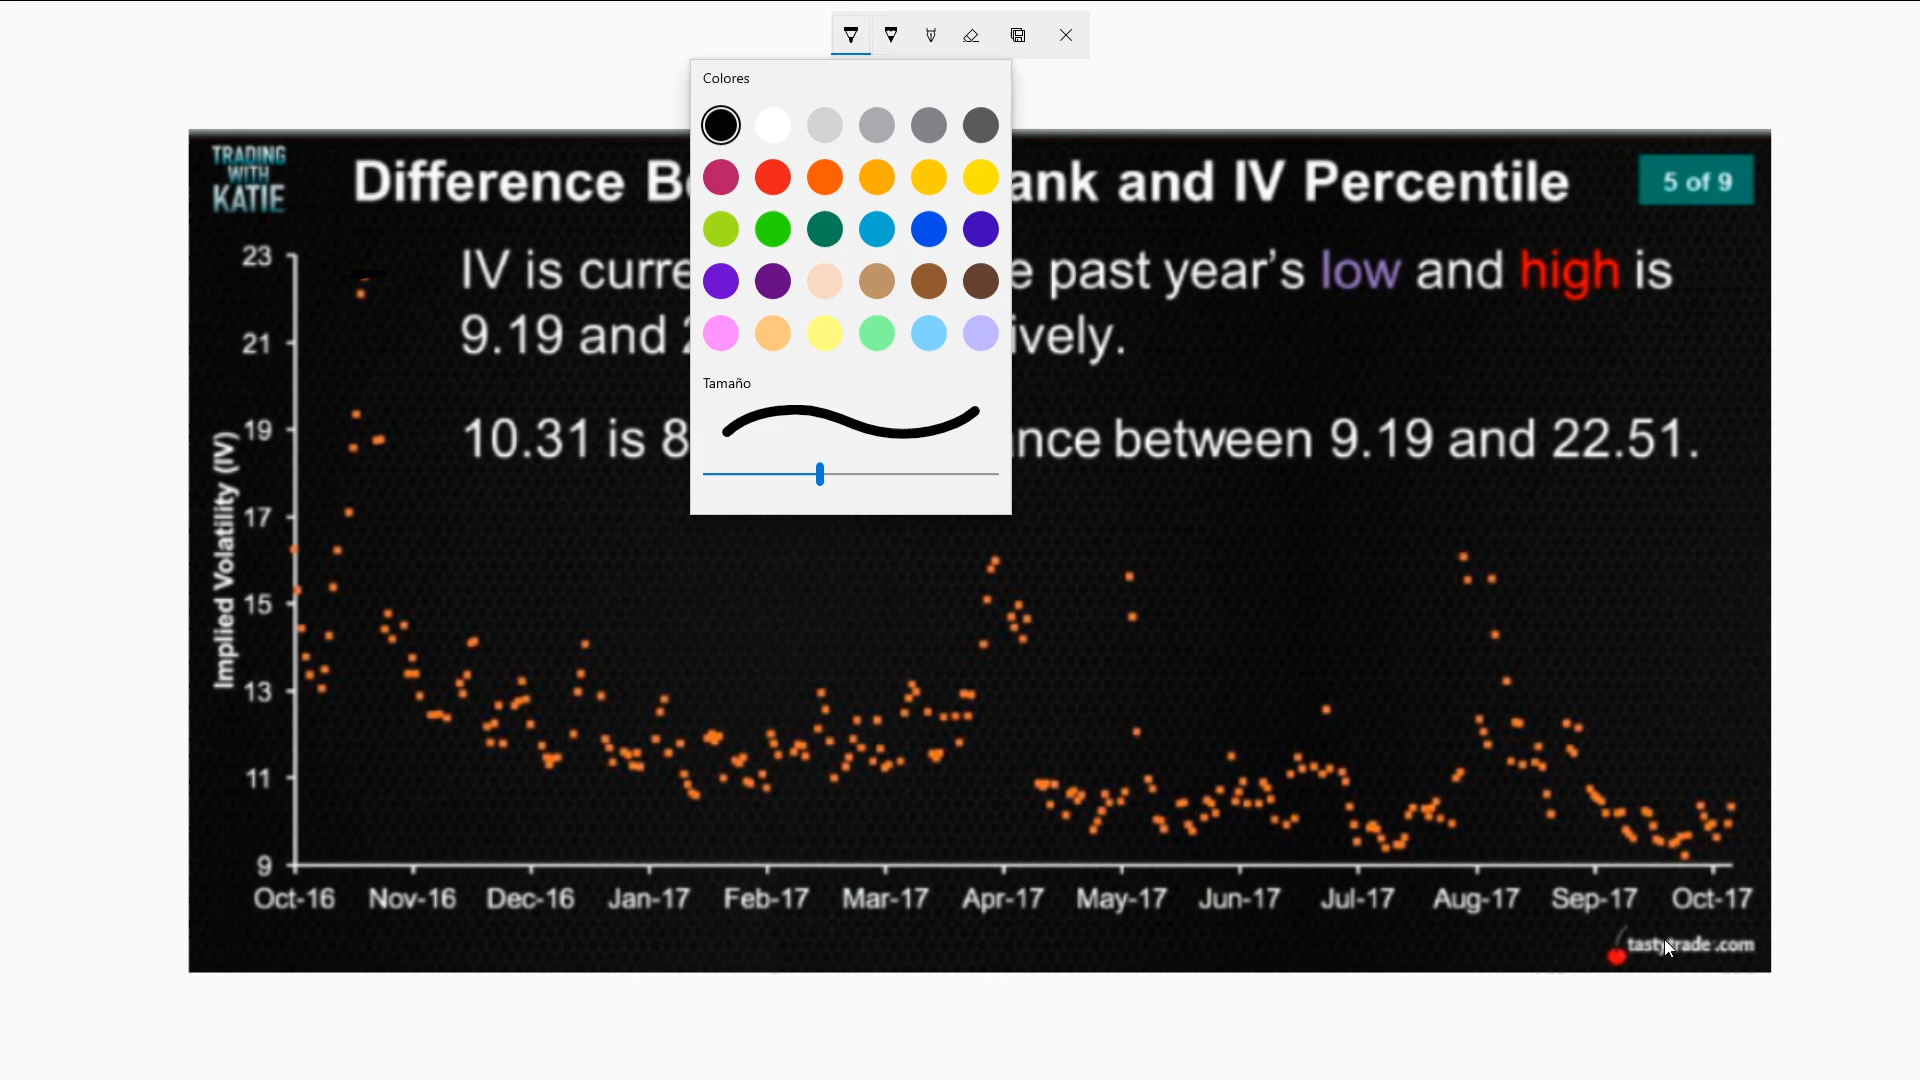 Colores
TRADING
WITH
KATIE
Difference B ank and IV Percentile
5 of 9
IV is curre e past year's low and high is
9.19 and ively.
10.31 is 8 nce between 9.19 and 22.51.
Tamaño
Implied Volatility (IV)
23
21
19
17
15
13
11
9
Oct-16 Nov-16 Dec-16 Jan-17 Feb-17 Mar-17 Apr-17 May-17 Jun-17 Jul-17 Aug-17 Sep-17 Oct-17
tastytrade.com